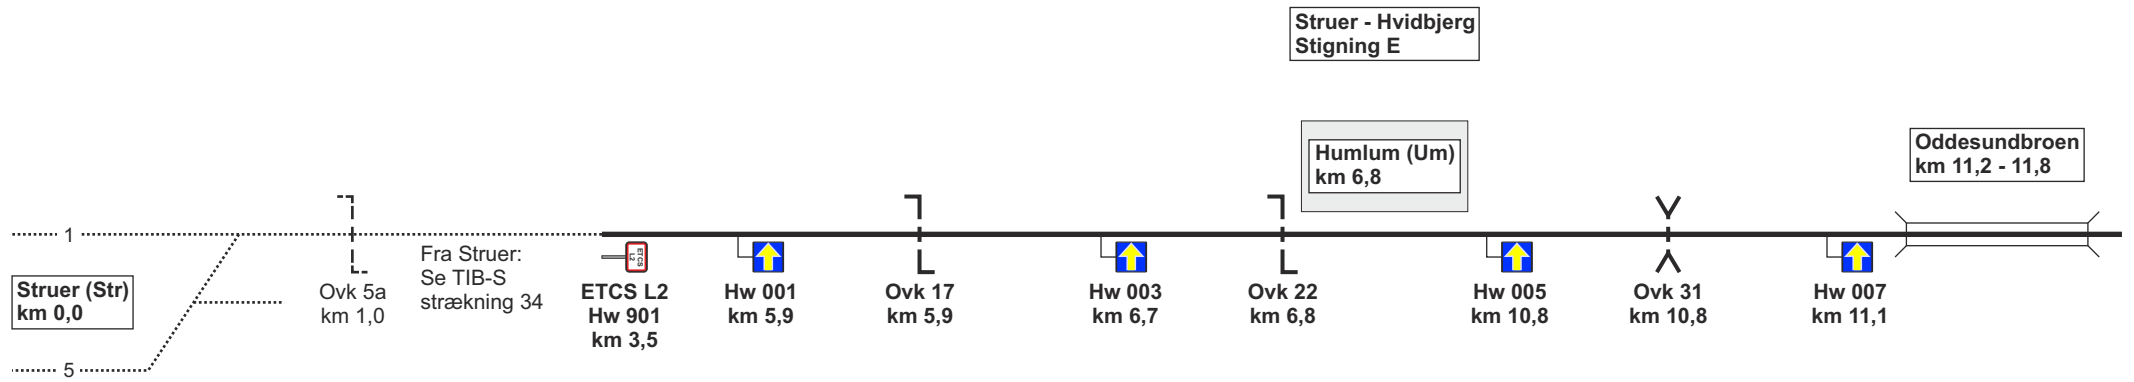 Struer - Hvidbjerg
Stigning E
Humlum (Um)
km 6,8
Oddesundbroen
km 11,2 - 11,8
1
Struer (Str)
km 0,0
5
Ovk 5a
km 1,0
Fra Struer:
Se TIB-S
strækning 34
ETCS
L2
ETCS L2
Hw 901
km 3,5
Hw 001
km 5,9
Ovk 17
km 5,9
Hw 003
km 6,7
Ovk 22
km 6,8
Hw 005
km 10,8
Ovk 31
km 10,8
Hw 007
km 11,1